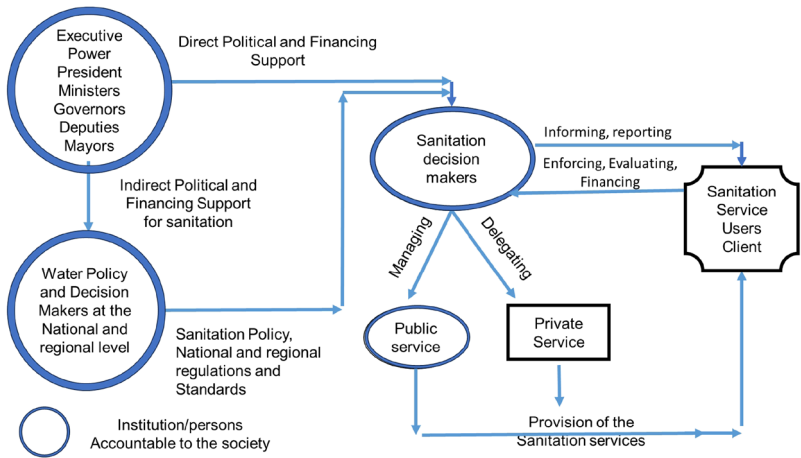 Executive
Power
President
Ministers
Governors
Deputies
Mayors
Direct Political and Financing
Support
Indirect Political and
Financing Support
for sanitation
Sanitation
decision
makers
Informing, reporting
Enforcing, Evaluating,
Financing
Sanitation
Service
Users
Client
Water Policy
and Decision
Makers at the
National and
regional level
Sanitation Policy,
National and regional
regulations and
Standards
Managing
Delegating
Public
service
Private
Service
Provision of the
Sanitation services
Institution/persons
Accountable to the society